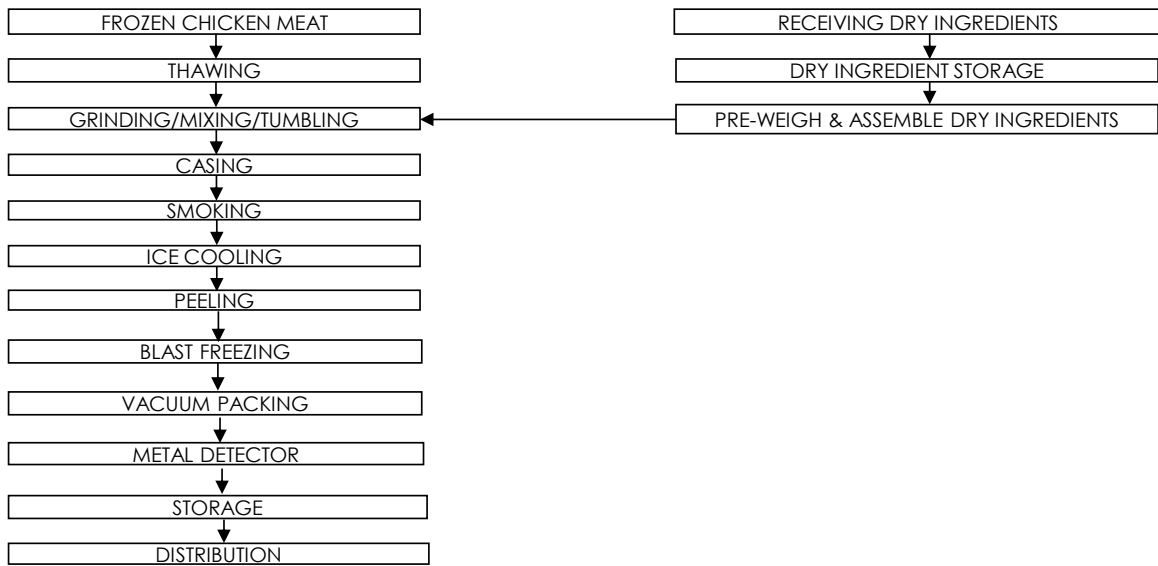 FROZEN CHICKEN MEAT
THAWING
GRINDING/MIXING/TUMBLING
CASING
SMOKING
ICE COOLING
PEELING
BLAST FREEZING
VACUUM PACKING
METAL DETECTOR
STORAGE
DISTRIBUTION
RECEIVING DRY INGREDIENTS
DRY INGREDIENT STORAGE
PRE-WEIGH & ASSEMBLE DRY INGREDIENTS